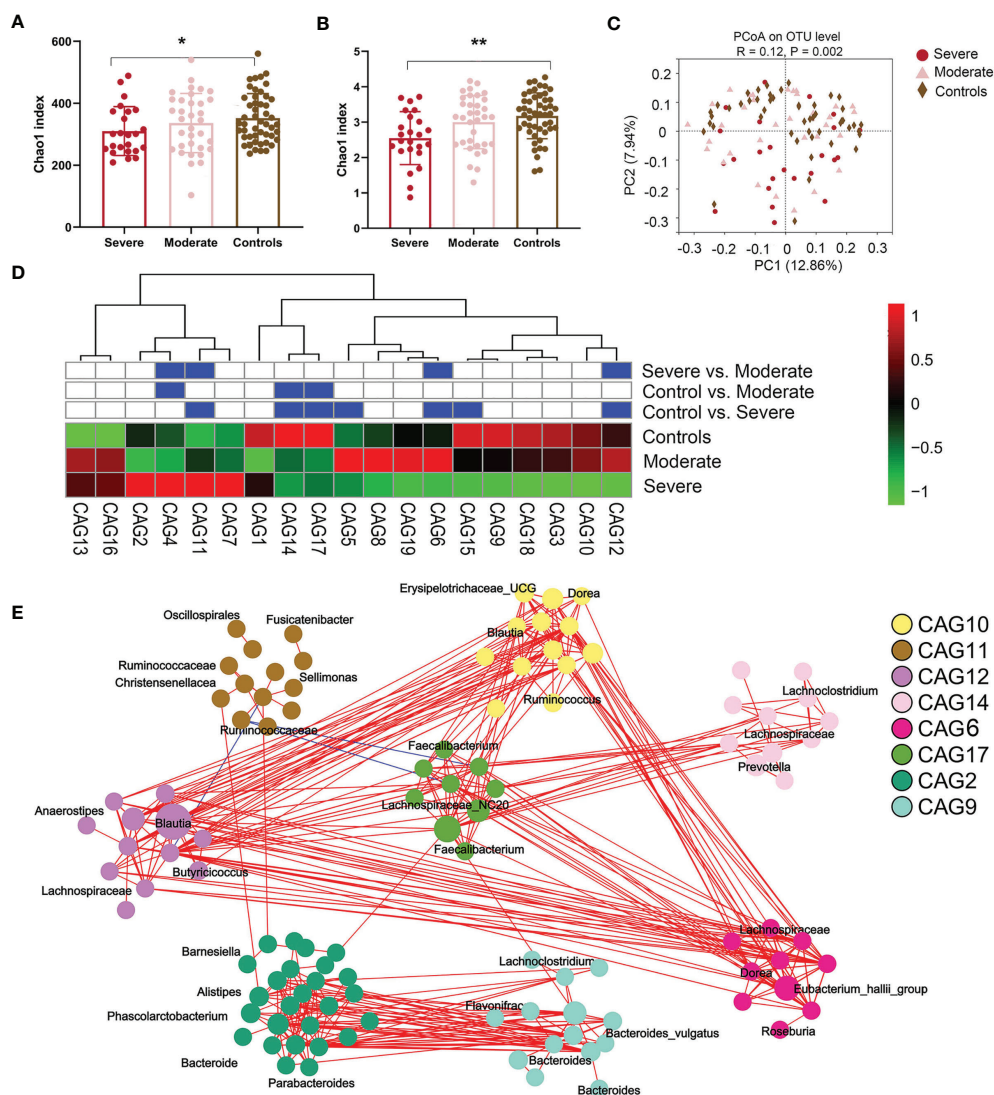 A
B
C
*
**
PCoA on OTU level
R = 0.12, P = 0.002
Severe
Moderate
Controls
Chao1 index
600
400
200
0
Severe
Moderate
Controls
Chao1 index
5
4
3
2
1
0
Severe
Moderate
Controls
PC2 (7.94%)
0.2
0.1
0
-0.1
-0.2
-0.3
-0.3
-0.2
-0.1
0
0.1
0.2
0.3
PC1 (12.86%)
D
Severe vs. Moderate
Control vs. Moderate
Control vs. Severe
Controls
Moderate
Severe
CAG13
CAG16
CAG2
CAG4
CAG11
CAG7
CAG1
CAG14
CAG17
CAG5
CAG8
CAG19
CAG6
CAG15
CAG9
CAG18
CAG3
CAG10
CAG12
1
0.5
0
−0.5
−1
E
Oscillospirales
Fusicatenibacter
Ruminococcaceae
Christensenellacea
Sellimonas
Ruminococcaceae
Erysipelotrichaceae_UCG
Dorea
Blautia
Ruminococcus
Lachnoclostridium
Lachnospiraceae
Prevotella
Faecalibacterium
Lachnospiraceae_NC20
Faecalibacterium
Anaerostipes
Blautia
Butyricicoccus
Lachnospiraceae
Barnesiella
Alistipes
Phascolarctobacterium
Bacteroide
Parabacteroides
Lachnoclostridium
Flavonifrac
Bacteroides_vulgatus
Bacteroides
Bacteroides
Lachnospiraceae
Dorea
Eubacterium_hallii_group
Roseburia
CAG10
CAG11
CAG12
CAG14
CAG6
CAG17
CAG2
CAG9